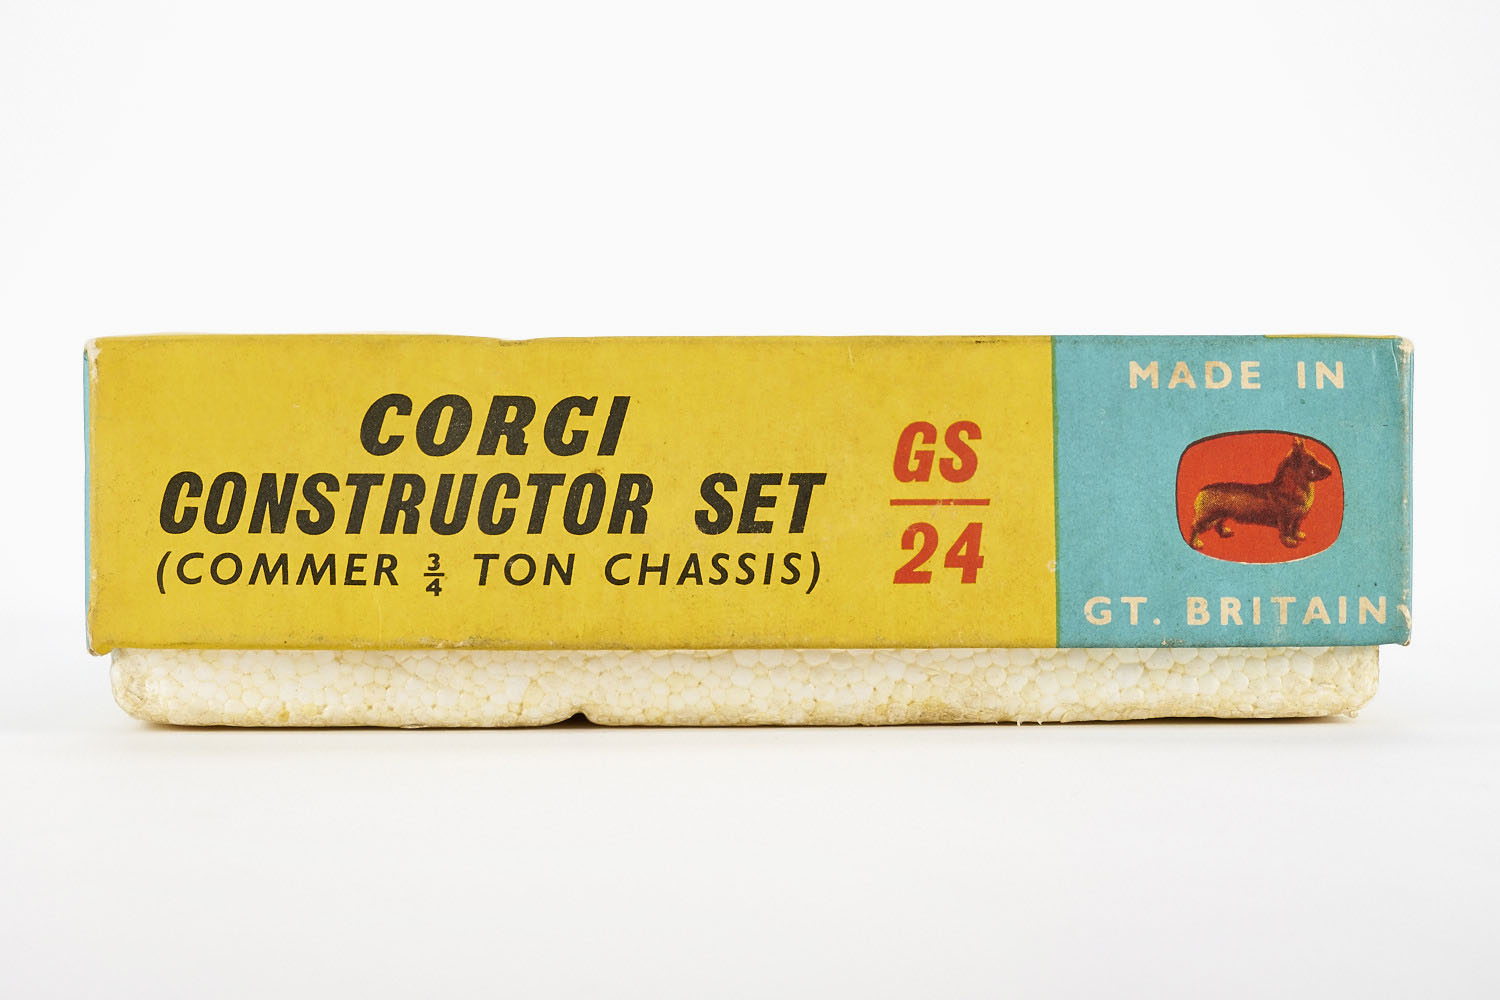 CORGI
CONSTRUCTOR SET
(COMMER ¾ TON CHASSIS)
GS
24
MADE IN
GT. BRITAIN